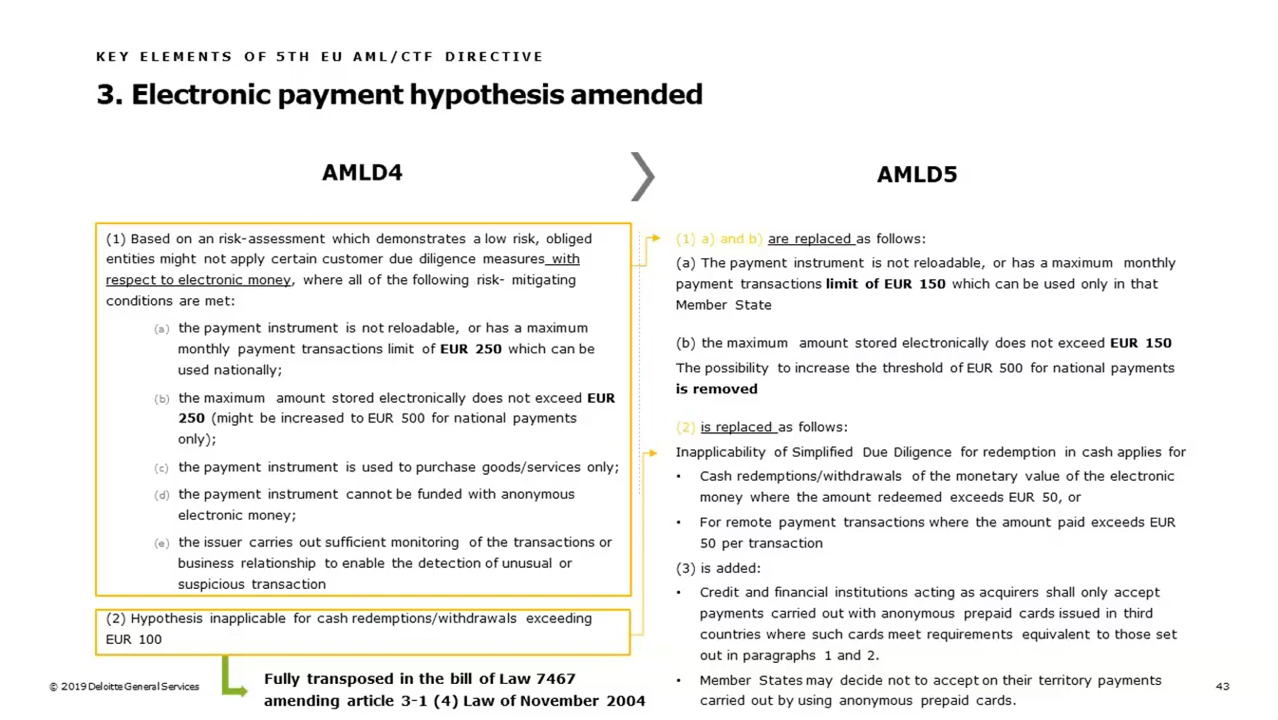 KEY ELEMENTS OF 5TH EU AML/CTF DIRECTIVE
3. Electronic payment hypothesis amended
AMLD4
(1) Based on an risk-assessment which demonstrates a low risk, obliged
entities might not apply certain customer due diligence measures with
respect to electronic money, where all of the following risk- mitigating
conditions are met:
(a) the payment instrument is not reloadable, or has a maximum
monthly payment transactions limit of EUR 250 which can be
used nationally;
(b) the maximum amount stored electronically does not exceed EUR
250 (might be increased to EUR 500 for national payments
only);
(c) the payment instrument is used to purchase goods/services only;
(d) the payment instrument cannot be funded with anonymous
electronic money;
(e) the issuer carries out sufficient monitoring of the transactions or
business relationship to enable the detection of unusual or
suspicious transaction
(2) Hypothesis inapplicable for cash redemptions/withdrawals exceeding
EUR 100
Fully transposed in the bill of Law 7467
amending article 3-1 (4) Law of November 2004
AMLD5
(1) a) and b) are replaced as follows:
(a) The payment instrument is not reloadable, or has a maximum monthly
payment transactions limit of EUR 150 which can be used only in that
Member State
(b) the maximum amount stored electronically does not exceed EUR 150
The possibility to increase the threshold of EUR 500 for national payments
is removed
(2) is replaced as follows:
Inapplicability of Simplified Due Diligence for redemption in cash applies for
• Cash redemptions/withdrawals of the monetary value of the electronic
money where the amount redeemed exceeds EUR 50, or
• For remote payment transactions where the amount paid exceeds EUR
50 per transaction
(3) is added:
• Credit and financial institutions acting as acquirers shall only accept
payments carried out with anonymous prepaid cards issued in third
countries where such cards meet requirements equivalent to those set
out in paragraphs 1 and 2.
• Member States may decide not to accept on their territory payments
carried out by using anonymous prepaid cards.
© 2019 Deloitte General Services
43